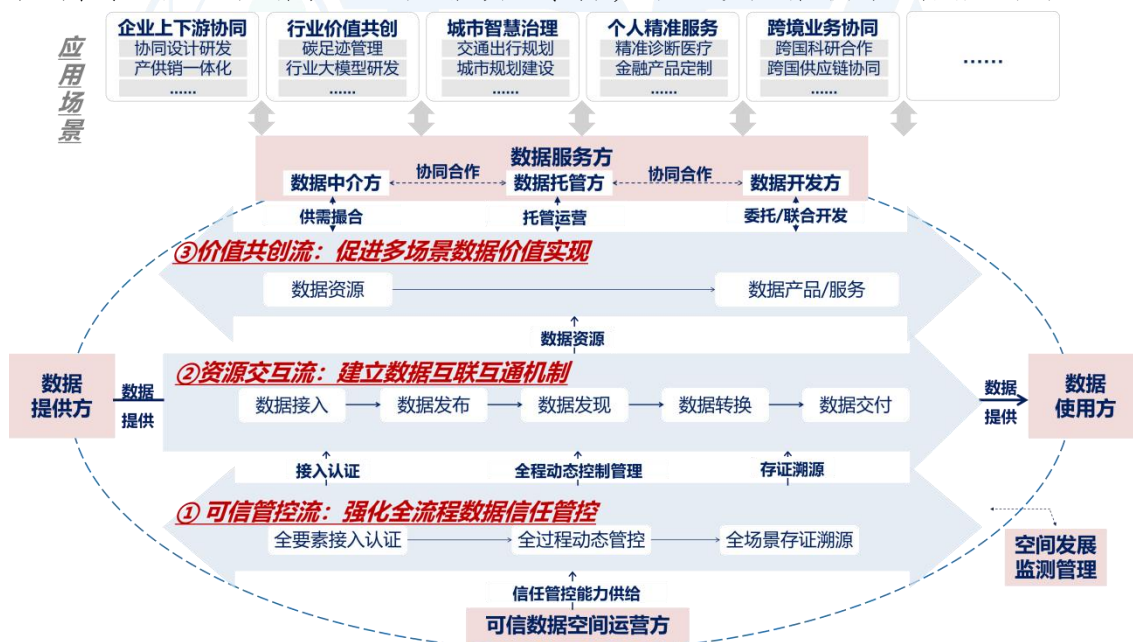 应用场景
企业上下游协同
协同设计研发
产供销一体化
……
行业价值共创
碳足迹管理
行业大模型研发
……
城市智慧治理
交通出行规划
城市规划建设
……
个人精准服务
精准诊断医疗
金融产品定制
……
跨境业务协同
跨国科研合作
跨国供应链协同
……
……
数据服务方
数据中介方
协同合作
数据托管方
协同合作
数据开发方
供需撮合
托管运营
委托/联合开发
③价值共创流：促进多场景数据价值实现
数据资源
数据产品/服务
数据资源
数据
提供方
数据
提供
②资源交互流：建立数据互联互通机制
数据接入
数据发布
数据发现
数据转换
数据交付
数据
提供
数据
使用方
接入认证
全程动态控制管理
存证溯源
①可信管控流：强化全流程数据信任管控
全要素接入认证
全过程动态管控
全场景存证溯源
空间发展
监测管理
信任管控能力供给
可信数据空间运营方